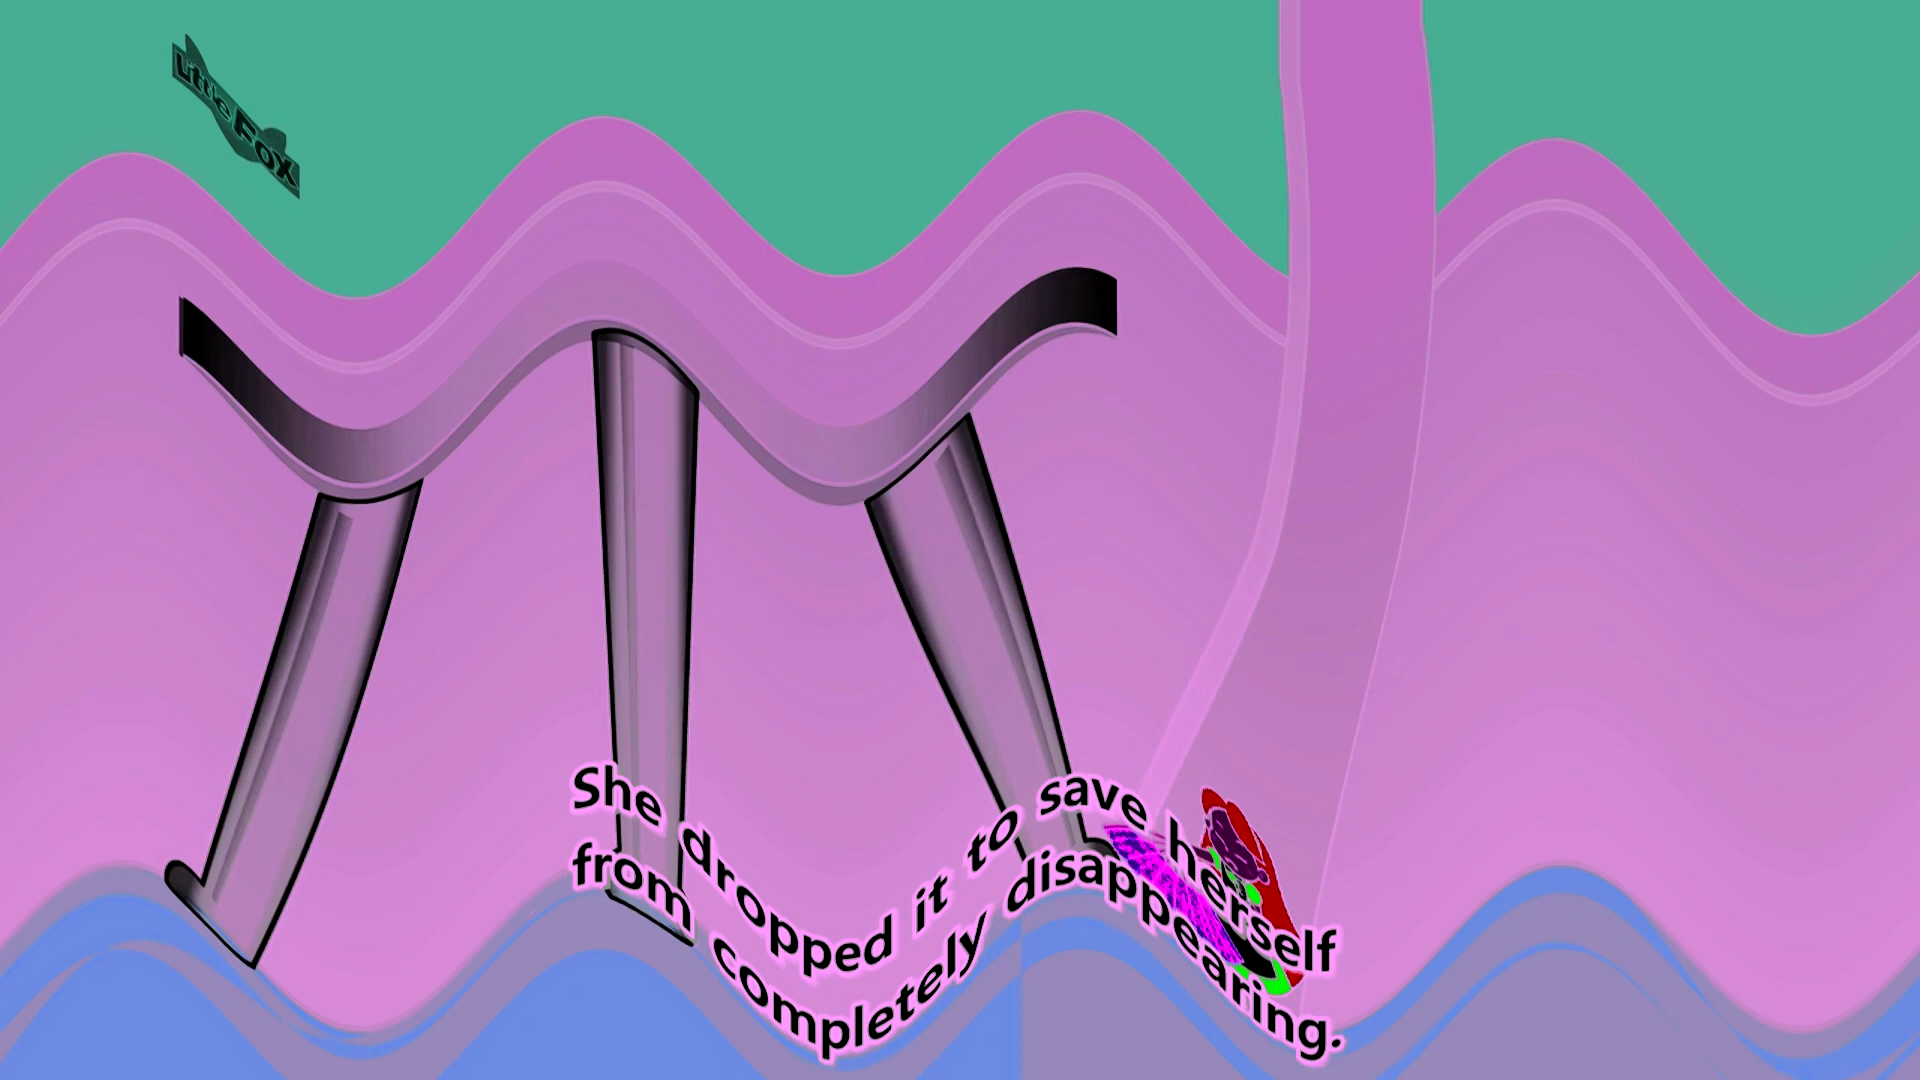 Little Fox
She dropped it to save herself
from completely disappearing.